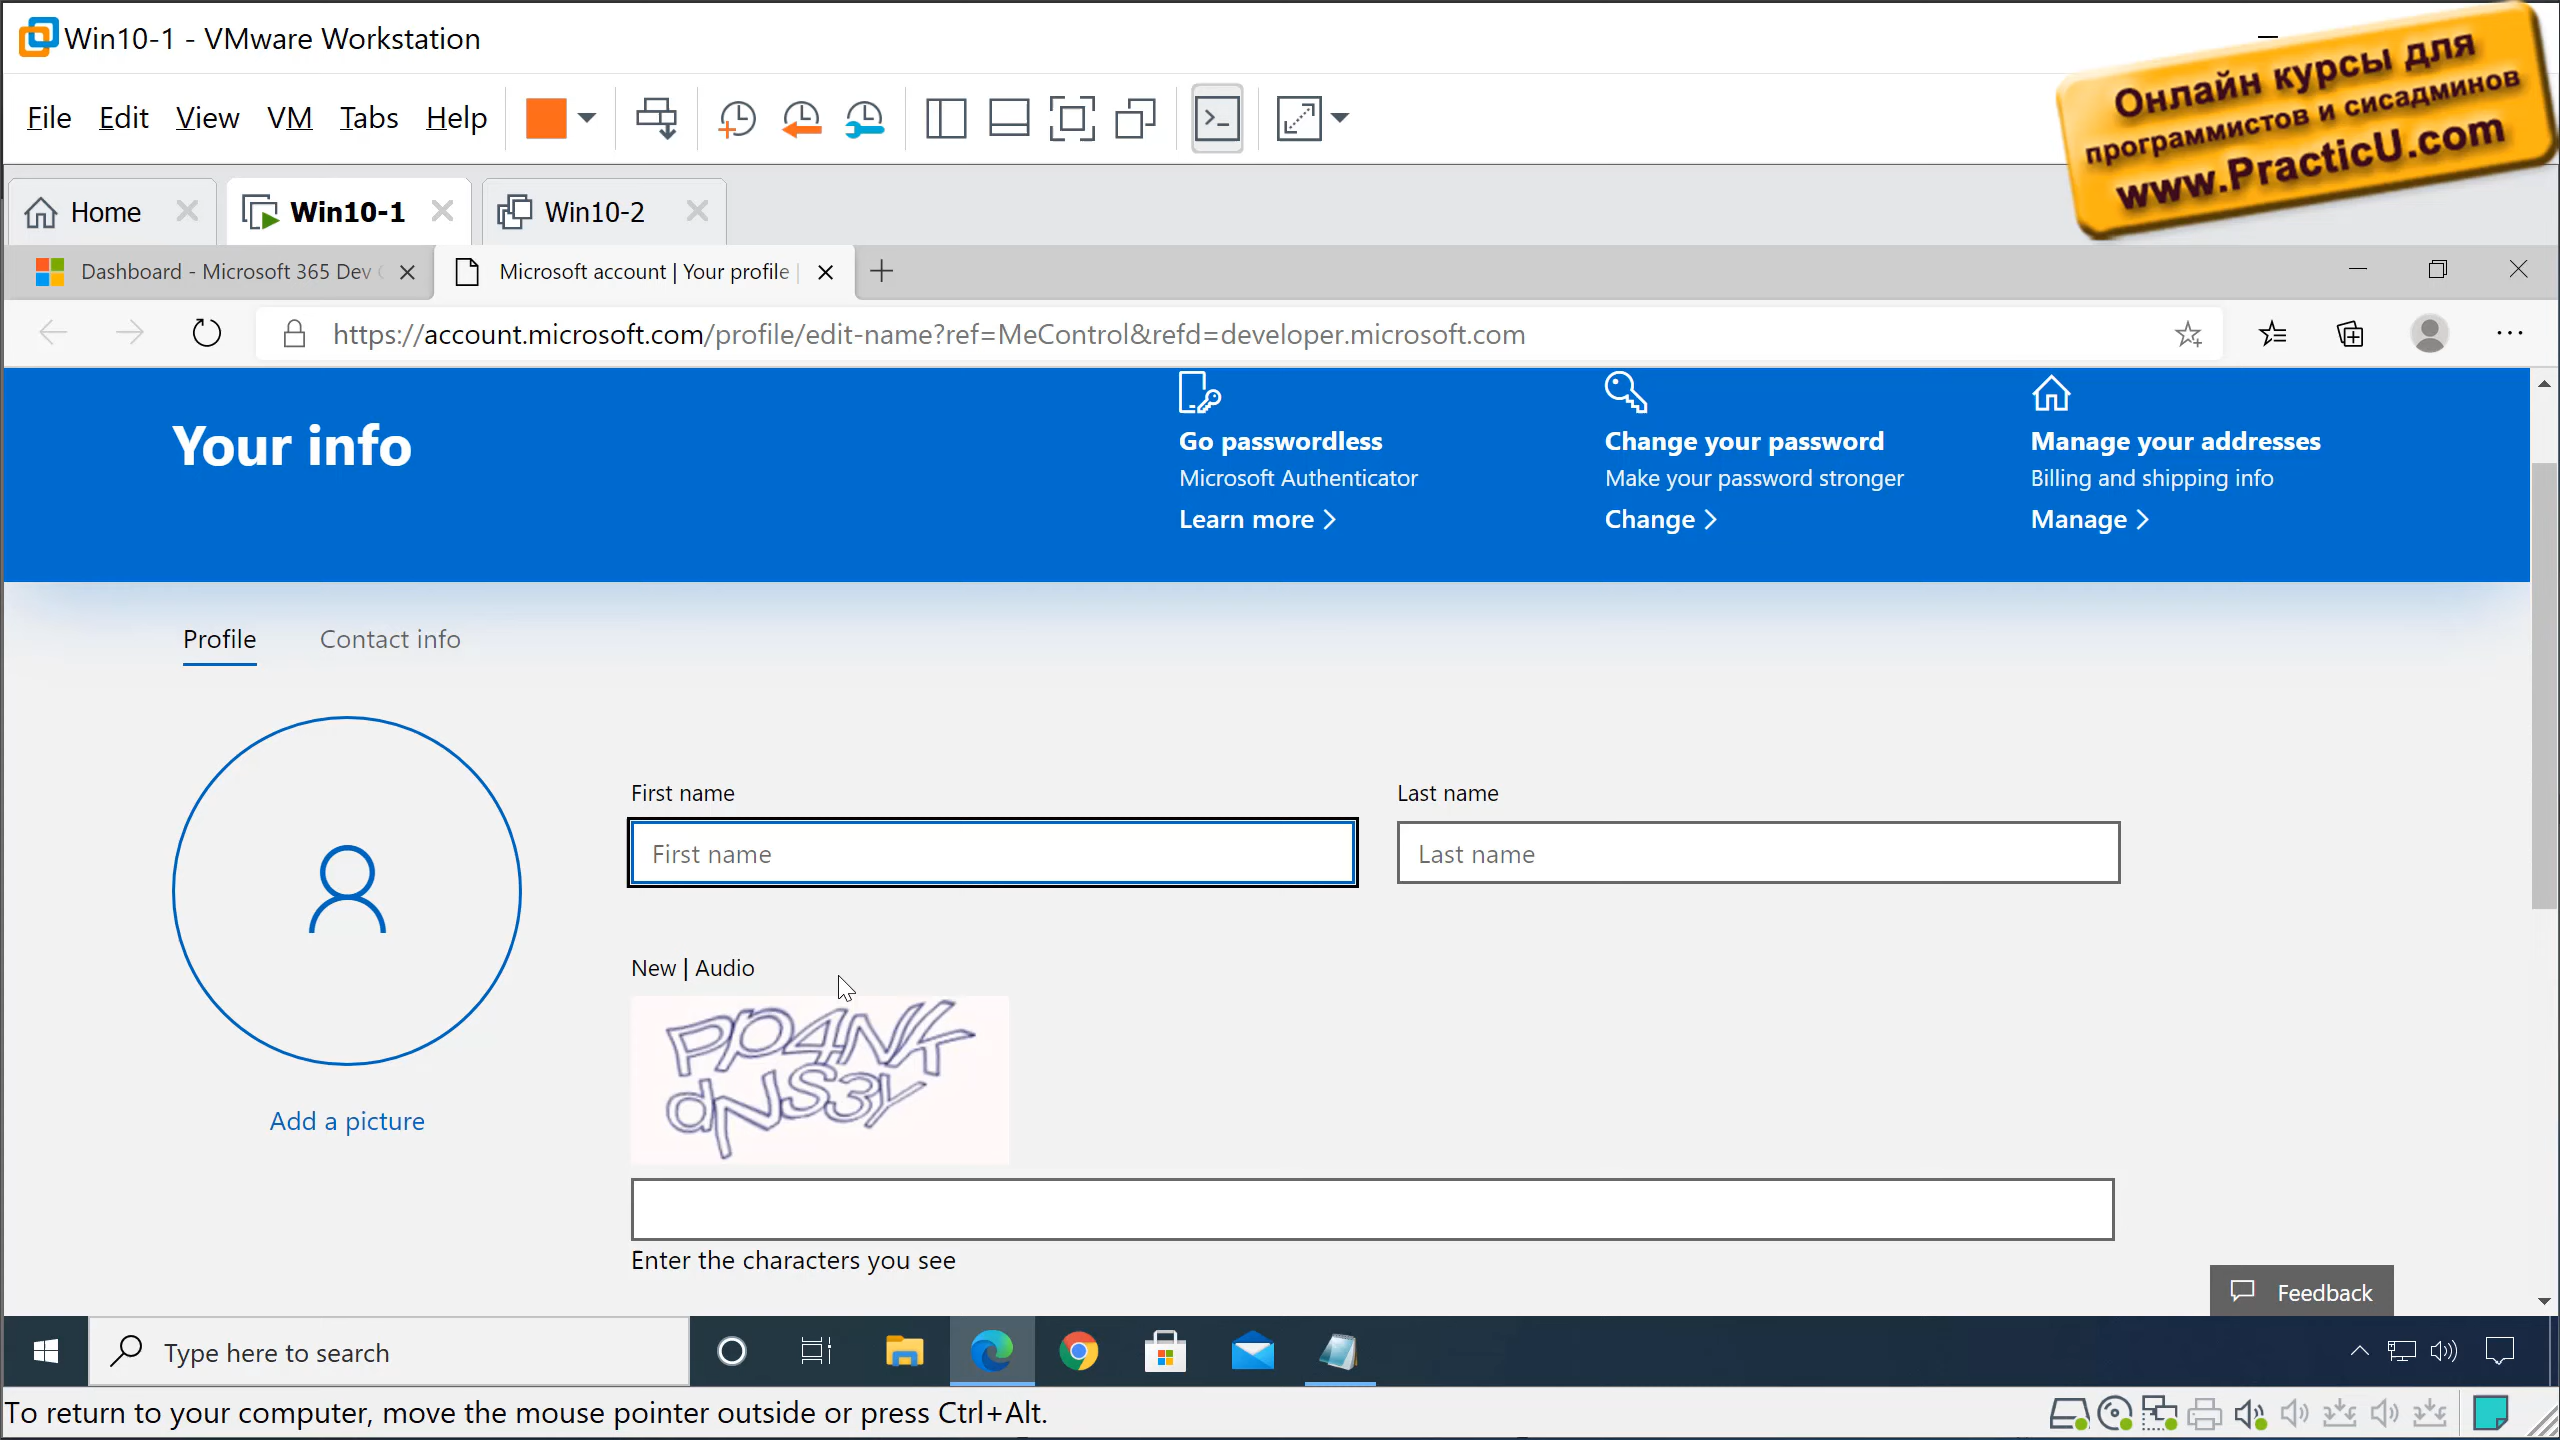 Win10-1 - VMware Workstation
Онлайн курсы для
программистов и сисадминов
www.PracticU.com
File Edit View VM Tabs Help
Home Win10-1 Win10-2
Dashboard - Microsoft 365 Dev Microsoft account | Your profile
https://account.microsoft.com/profile/edit-name?ref=MeControl&refd=developer.microsoft.com
Your info
Go passwordless
Microsoft Authenticator
Learn more
Change your password
Make your password stronger
Change
Manage your addresses
Billing and shipping info
Manage
Profile Contact info
Add a picture
First name Last name
First name Last name
New | Audio
PP4NK
dNS3Y
Enter the characters you see
Feedback
Type here to search
To return to your computer, move the mouse pointer outside or press Ctrl+Alt.